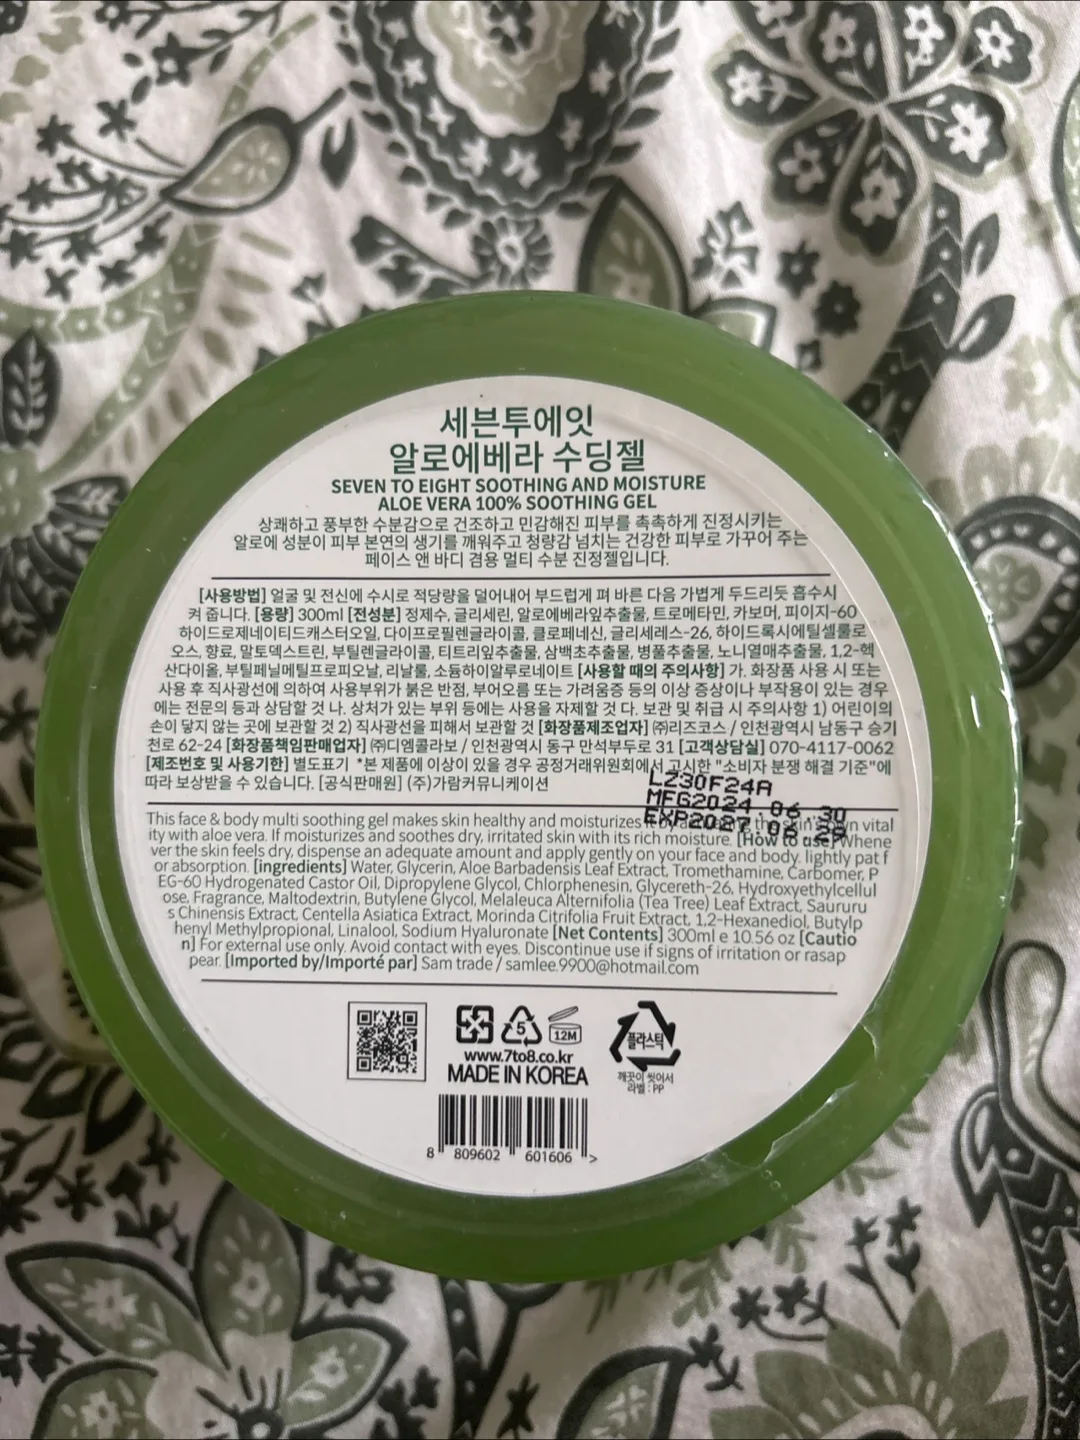 세븐투에잇
알로에베라 수딩젤
SEVEN TO EIGHT SOOTHING AND MOISTURE
ALOE VERA 100% SOOTHING GEL
상쾌하고 풍부한 수분감으로 건조하고 민감해진 피부를 촉촉하게 진정시키는
알로에 성분이 피부 본연의 생기를 깨워주고 청량감 넘치는 건강한 피부로 가꾸어 주는
페이스 앤 바디 겸용 멀티 수분 진정젤입니다.
[사용방법] 얼굴 및 전신에 수시로 적당량을 덜어내어 부드럽게 펴 바른 다음 가볍게 두드리듯 흡수시
켜 줍니다. [용량] 300ml [전성분] 정제수, 글리세린, 알로에베라잎추출물, 트로메타민, 카보머, 피이지-60
하이드로제네이티드캐스터오일, 다이프로필렌글라이콜, 클로페네신, 글리세레스-26, 하이드록시에틸셀룰로
오스, 향료, 말토덱스트린, 부틸렌글라이콜, 티트리잎추출물, 삼백초추출물, 병풀추출물, 노니열매추출물, 1,2-헥
산다이올, 부틸페닐메틸프로피오날, 리날룰, 소듐하이알루로네이트 [사용할 때의 주의사항] 가. 화장품 사용 시 또는
사용 후 직사광선에 의하여 사용부위가 붉은 반점, 부어오름 또는 가려움증 등의 이상 증상이나 부작용이 있는 경우
에는 전문의 등과 상담할 것 나. 상처가 있는 부위 등에는 사용을 자제할 것 다. 보관 및 취급 시 주의사항 1) 어린이의
손이 닿지 않는 곳에 보관할 것 2) 직사광선을 피해서 보관할 것 [화장품제조업자] ㈜리즈코스 / 인천광역시 남동구 승기
천로 62-24 [화장품책임판매업자] ㈜디엠콜라보 / 인천광역시 동구 만석부두로 31 [고객상담실] 070-4117-0062
[제조번호 및 사용기한] 별도표기 *본 제품에 이상이 있을 경우 공정거래위원회에서 고시한 "소비자 분쟁 해결 기준"에
따라 보상받을 수 있습니다. [공식판매원] (주)가람커뮤니케이션
LZ30F24A
MFG2024.06.30
EXP2027.06.29
This face & body multi soothing gel makes skin healthy and moisturizes it by activating the skin's own vital
ity with aloe vera. If moisturizes and soothes dry, irritated skin with its rich moisture. [How to use] Whene
ver the skin feels dry, dispense an adequate amount and apply gently on your face and body. lightly pat f
or absorption. [ingredients] Water, Glycerin, Aloe Barbadensis Leaf Extract, Tromethamine, Carbomer, P
EG-60 Hydrogenated Castor Oil, Dipropylene Glycol, Chlorphenesin, Glycereth-26, Hydroxyethylcellul
ose, Fragrance, Maltodextrin, Butylene Glycol, Melaleuca Alternifolia (Tea Tree) Leaf Extract, Saururu
s Chinensis Extract, Centella Asiatica Extract, Morinda Citrifolia Fruit Extract, 1,2-Hexanediol, Butylp
henyl Methylpropional, Linalool, Sodium Hyaluronate [Net Contents] 300ml e 10.56 oz [Cautio
n] For external use only. Avoid contact with eyes. Discontinue use if signs of irritation or rasap
pear. [Imported by/Importé par] Sam trade / samlee.9900@hotmail.com
5
12M
플라스틱
www.7to8.co.kr
MADE IN KOREA
깨끗이 씻어서
라벨 : PP
8 809602 601606 >